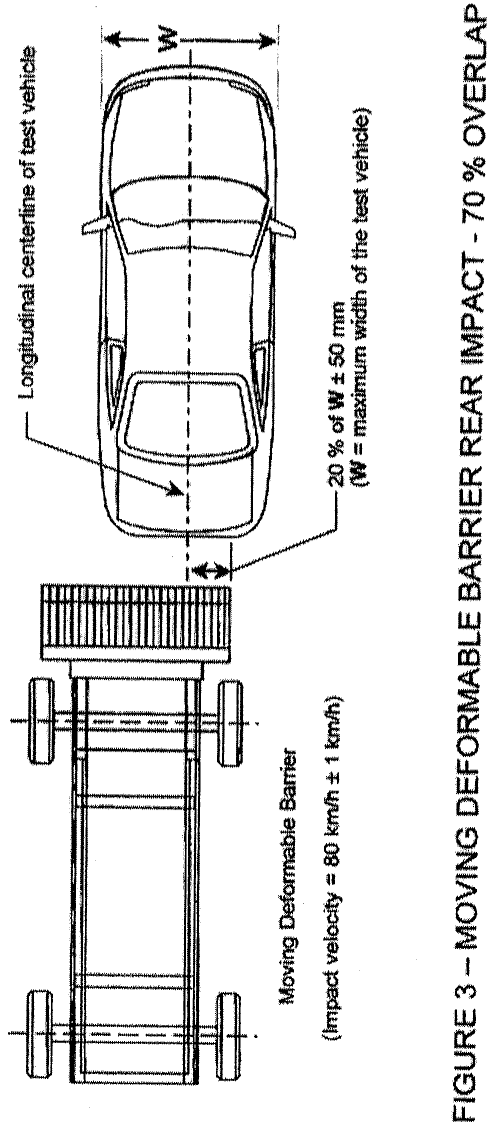 Longitudinal centerline of test vehicle
W
20 % of W ± 50 mm
(W = maximum width of the test vehicle)
Moving Deformable Barrier
(Impact velocity = 80 km/h ± 1 km/h)
FIGURE 3 – MOVING DEFORMABLE BARRIER REAR IMPACT - 70 % OVERLAP